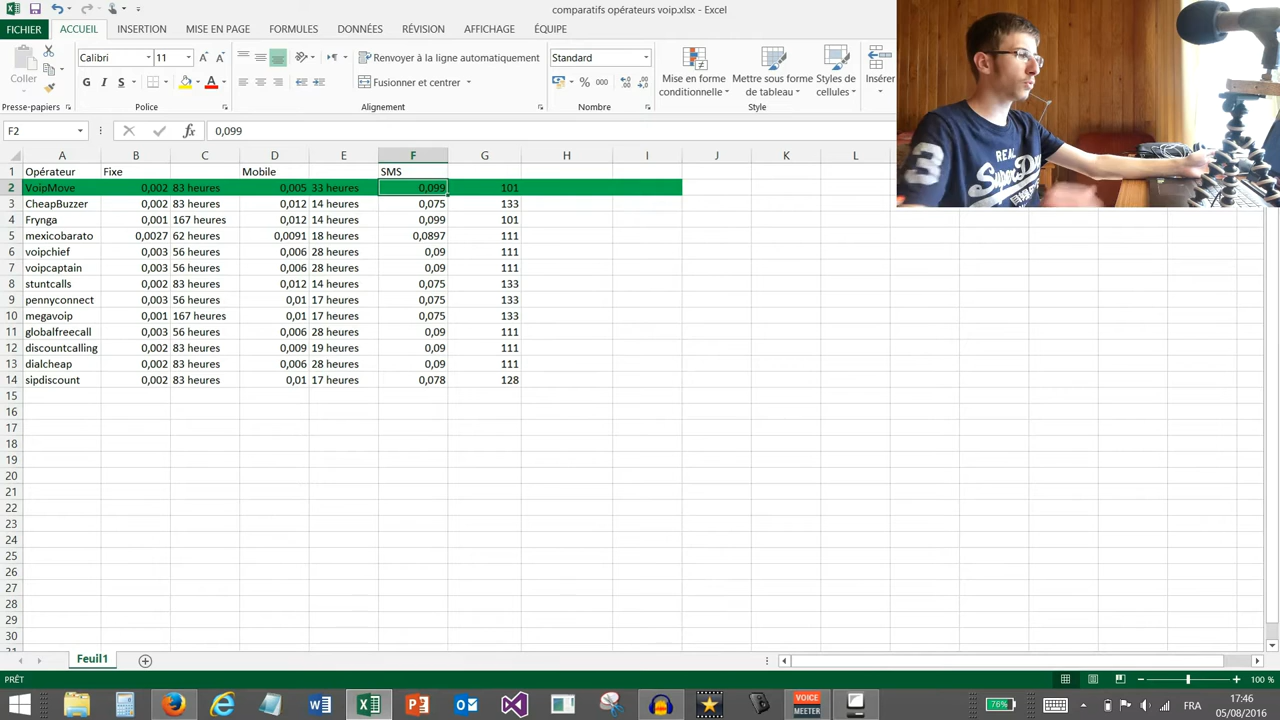 comparatifs opérateurs voip.xlsx - Excel
FICHIER ACCUEIL INSERTION MISE EN PAGE FORMULES DONNÉES RÉVISION AFFICHAGE ÉQUIPE
Coller
Calibri 11
Renvoyer à la ligne automatiquement
Standard
G I S
Fusionner et centrer
% 000
Mise en forme conditionnelle
Mettre sous forme de tableau
Styles de cellules
Insérer
Presse-papiers Police Alignement Nombre Style
F2 fx 0,099
A B C D E F G H I J K L
1 Opérateur Fixe Mobile SMS
2 VoipMove 0,002 83 heures 0,005 33 heures 0,099 101
3 CheapBuzzer 0,002 83 heures 0,012 14 heures 0,075 133
4 Frynga 0,001 167 heures 0,012 14 heures 0,099 101
5 mexicobarato 0,0027 62 heures 0,0091 18 heures 0,0897 111
6 voipchief 0,003 56 heures 0,006 28 heures 0,09 111
7 voipcaptain 0,003 56 heures 0,006 28 heures 0,09 111
8 stuntcalls 0,002 83 heures 0,012 14 heures 0,075 133
9 pennyconnect 0,003 56 heures 0,01 17 heures 0,075 133
10 megavoip 0,001 167 heures 0,01 17 heures 0,075 133
11 globalfreecall 0,003 56 heures 0,006 28 heures 0,09 111
12 discountcalling 0,002 83 heures 0,009 19 heures 0,09 111
13 dialcheap 0,002 83 heures 0,006 28 heures 0,09 111
14 sipdiscount 0,002 83 heures 0,01 17 heures 0,078 128
15
16
17
18
19
20
21
22
23
24
25
26
27
28
29
30
Feuil1
PRÊT
100 %
VOICE MEETER
76%
FRA
17:46
05/08/2016
REAL
2